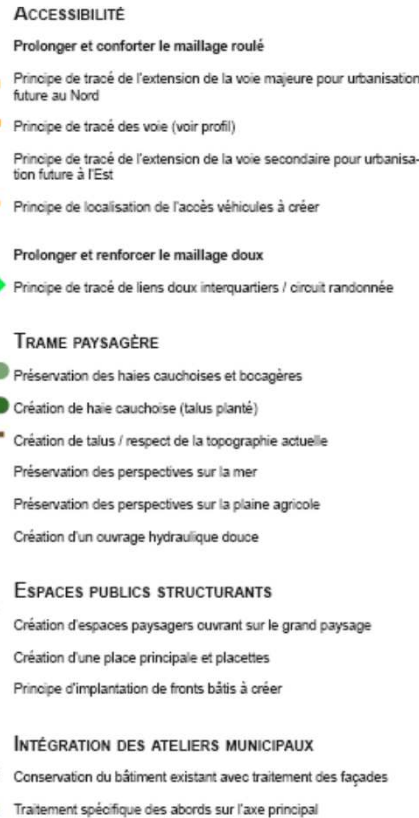 ACCESSIBILITÉ
Prolonger et conforter le maillage roulé
Principe de tracé de l'extension de la voie majeure pour urbanisation
future au Nord
Principe de tracé des voie (voir profil)
Principe de tracé de l'extension de la voie secondaire pour urbanisa-
tion future à l'Est
Principe de localisation de l'accès véhicules à créer
Prolonger et renforcer le maillage doux
Principe de tracé de liens doux interquartiers / circuit randonnée
TRAME PAYSAGÈRE
Préservation des haies cauchoises et bocagères
Création de haie cauchoise (talus planté)
Création de talus / respect de la topographie actuelle
Préservation des perspectives sur la mer
Préservation des perspectives sur la plaine agricole
Création d'un ouvrage hydraulique douce
ESPACES PUBLICS STRUCTURANTS
Création d'espaces paysagers ouvrant sur le grand paysage
Création d'une place principale et placettes
Principe d'implantation de fronts bâtis à créer
INTÉGRATION DES ATELIERS MUNICIPAUX
Conservation du bâtiment existant avec traitement des façades
Traitement spécifique des abords sur l'axe principal